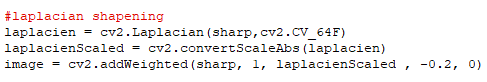 #laplacian shapening
laplacien = cv2.Laplacian(sharp,cv2.CV_64F)
laplacienScaled = cv2.convertScaleAbs(laplacien)
image = cv2.addWeighted(sharp, 1, laplacienScaled , -0.2, 0)